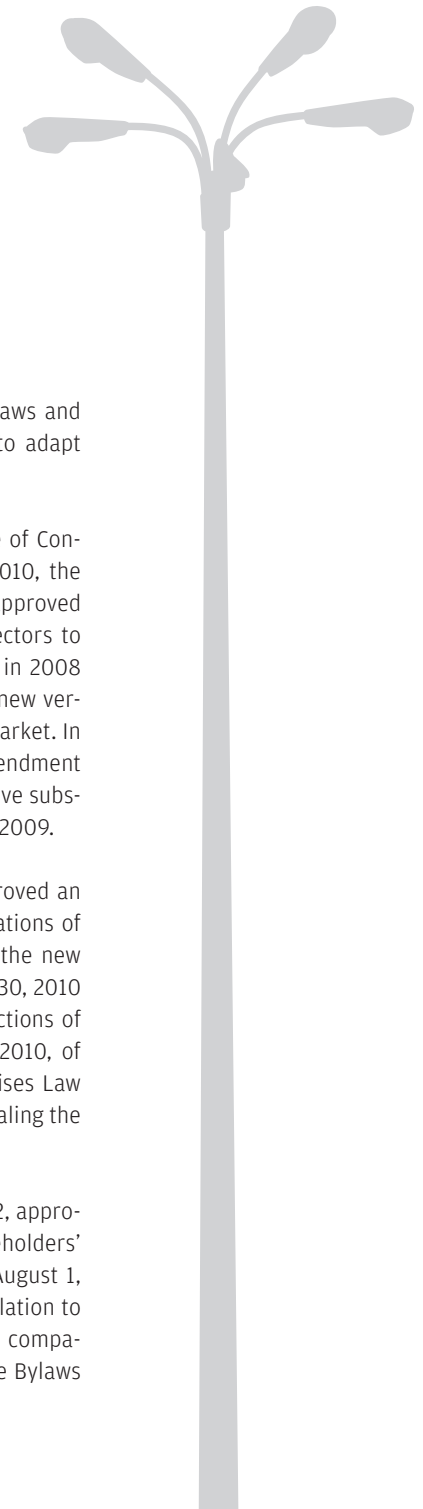 aws and
to adapt
of Con-
010, the
pproved
ectors to
in 2008
new ver-
arket. In
endment
ve subs-
2009.
roved an
ations of
the new
30, 2010
ctions of
2010, of
ises Law
aling the
2, appro-
eholders'
August 1,
lation to
compa-
e Bylaws